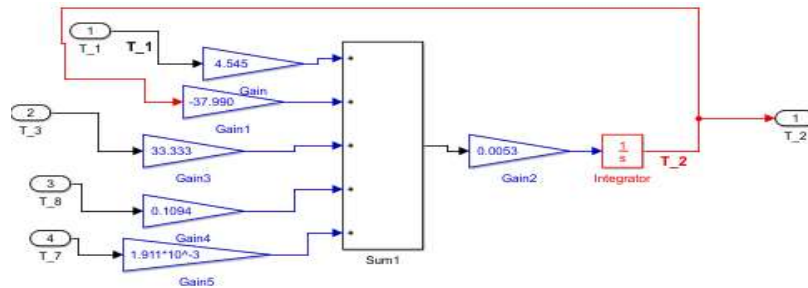 1
T_1
T_1
4.545
Gain
-37.990
Gain1
2
T_3
33.333
Gain3
3
T_8
0.1094
Gain4
4
T_7
1.911*10^-3
Gain5
Sum1
0.0053
Gain2
1
s
Integrator
T_2
1
T_2